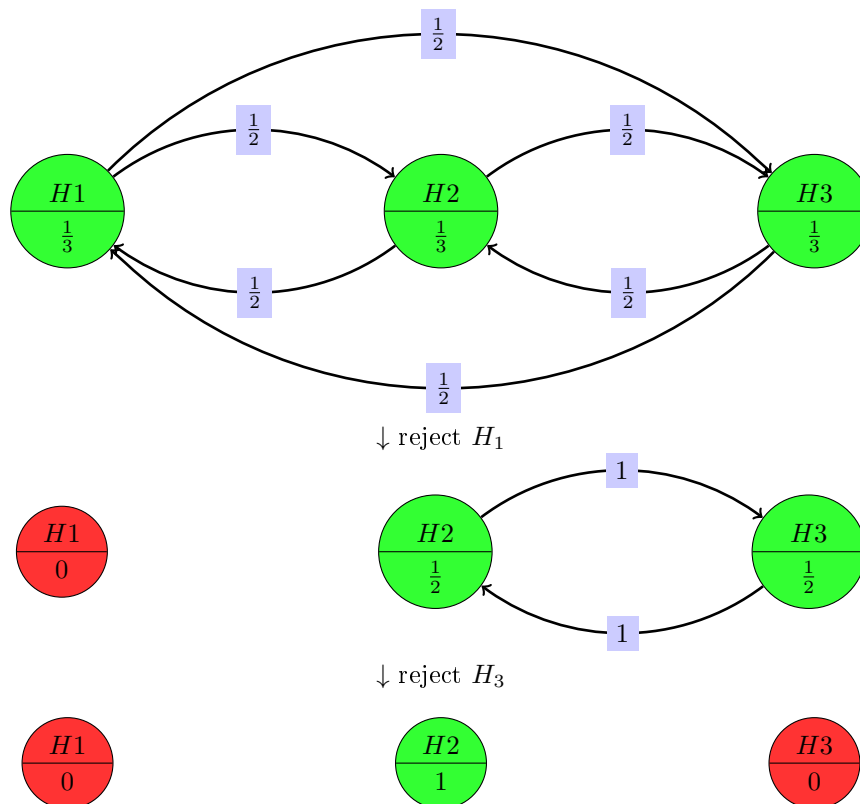 1/2
1/2 1/2
H1 H2 H3
1/3 1/3 1/3
1/2 1/2
1/2
↓ reject H₁
1
H1 H2 H3
0 1/2 1/2
1
↓ reject H₃
H1 H2 H3
0 1 0